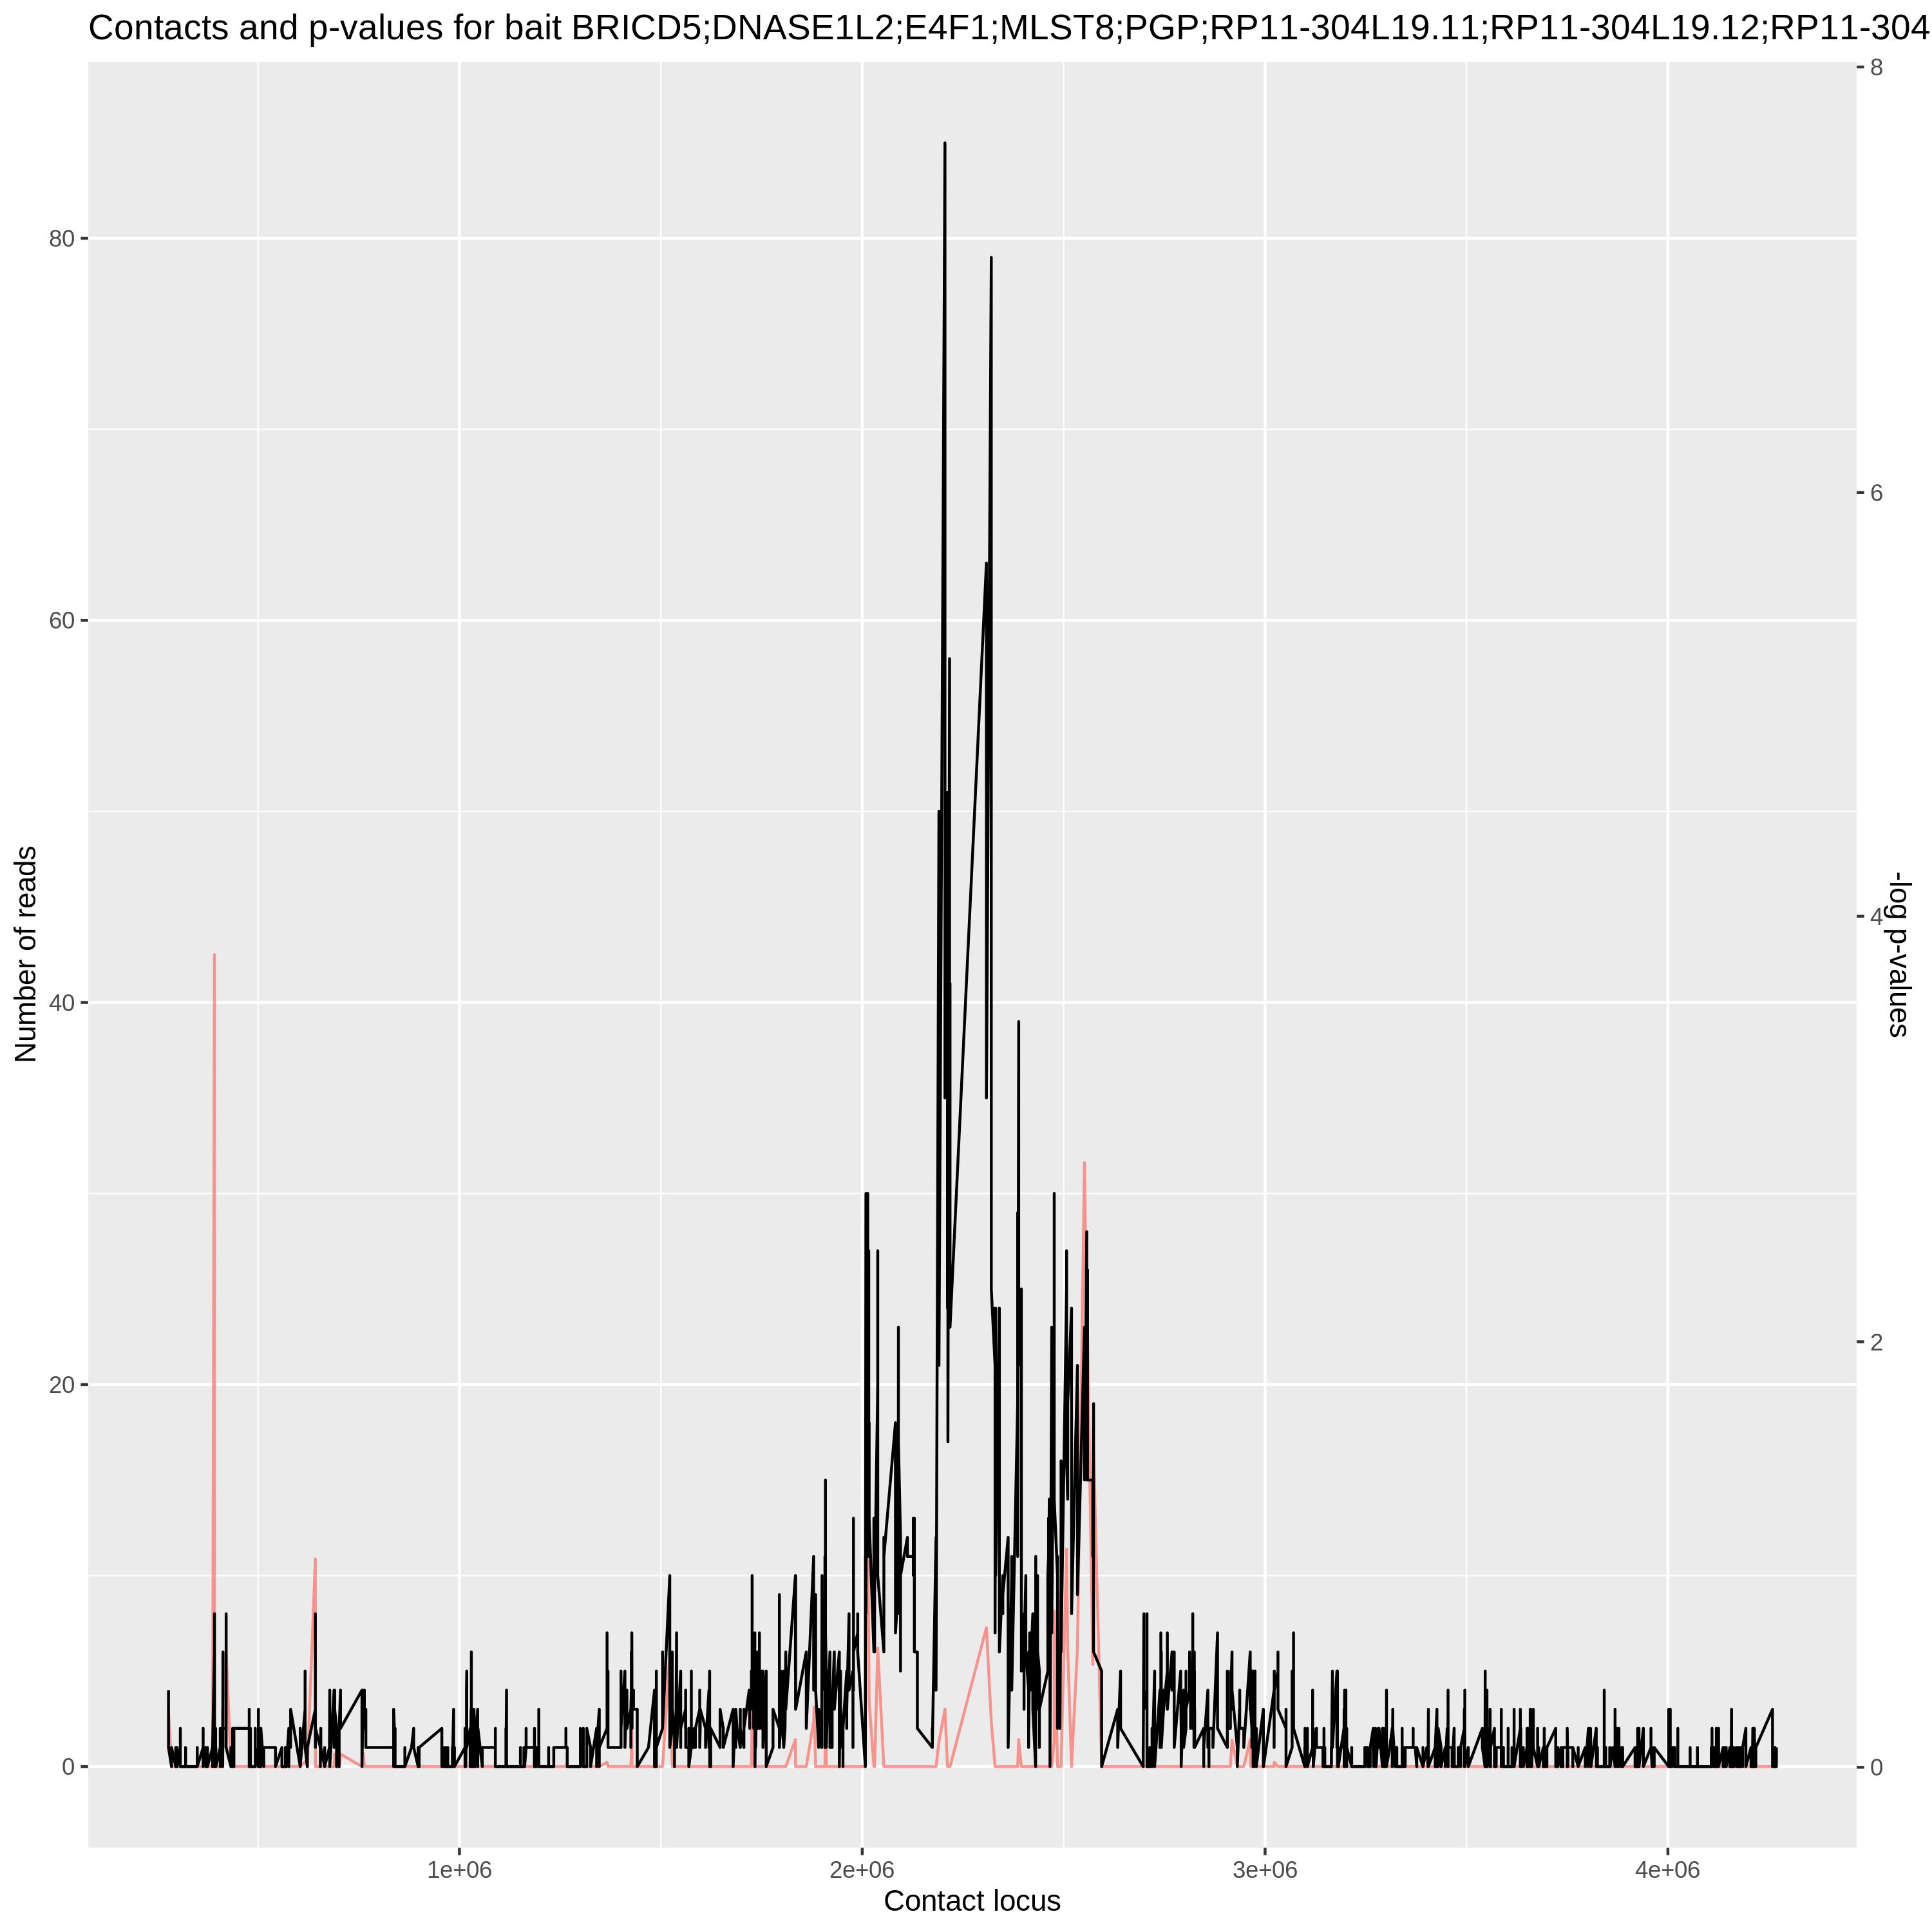 Contacts and p-values for bait BRICD5;DNASE1L2;E4F1;MLST8;PGP;RP11-304L19.11;RP11-304L19.12;RP11-304
8
80
6
60
Number of reads
-log p-values
4
40
2
20
0
0
1e+06
2e+06
3e+06
4e+06
Contact locus